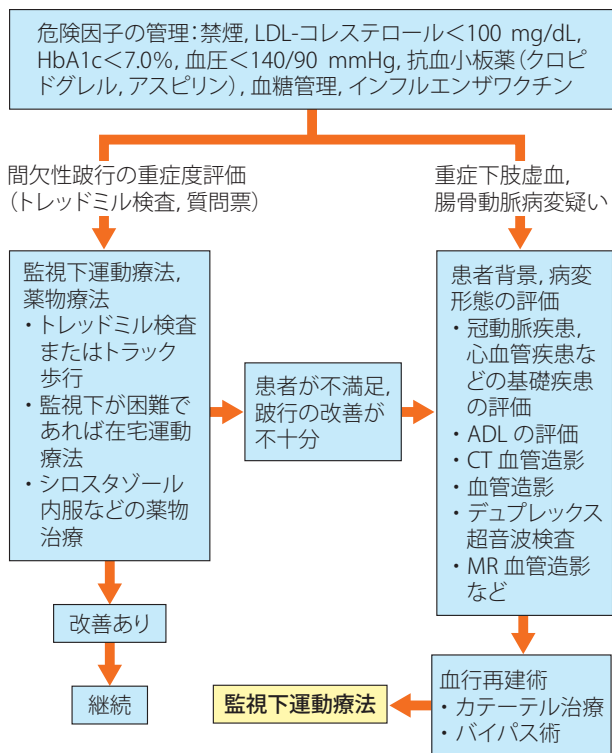 危険因子の管理：禁煙，LDL-コレステロール＜100 mg/dL，
HbA1c＜7.0％，血圧＜140/90 mmHg，抗血小板薬（クロピ
ドグレル，アスピリン），血糖管理，インフルエンザワクチン
間欠性跛行の重症度評価
（トレッドミル検査，質問票）
重症下肢虚血，
腸骨動脈病変疑い
監視下運動療法，
薬物療法
・トレッドミル検査
またはトラック
歩行
・監視下が困難で
あれば在宅運動
療法
・シロスタゾール
内服などの薬物
治療
患者が不満足，
跛行の改善が
不十分
患者背景，病変
形態の評価
・冠動脈疾患，
心血管疾患な
どの基礎疾患
の評価
・ADL の評価
・CT 血管造影
・血管造影
・デュプレックス
超音波検査
・MR 血管造影
など
改善あり
継続
血行再建術
・カテーテル治療
・バイパス術
監視下運動療法